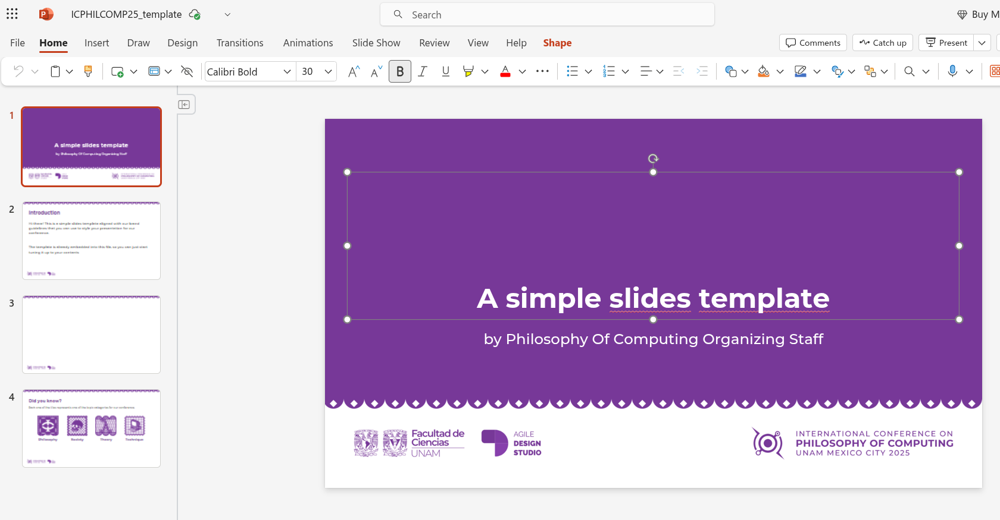 ICPHILCOMP25_template
Search
Buy M
File Home Insert Draw Design Transitions Animations Slide Show Review View Help Shape
Comments Catch up Present
Calibri Bold 30
1
A simple slides template
by Philosophy Of Computing Organizing Staff
2
Introduction
Hi there! This is a simple slides template aligned with our brand
guidelines that you can use to style your presentation for our
conference.
The template is already embedded into this file, so you can just start
tuning it up to your contents.
3
4
Did you know?
Each one of the tiles represents one of the topic categories for our conference.
Philosophy Society Theory Technique
A simple slides template
by Philosophy Of Computing Organizing Staff
Facultad de
Ciencias
UNAM
AGILE
DESIGN
STUDIO
INTERNATIONAL CONFERENCE ON
PHILOSOPHY OF COMPUTING
UNAM MEXICO CITY 2025